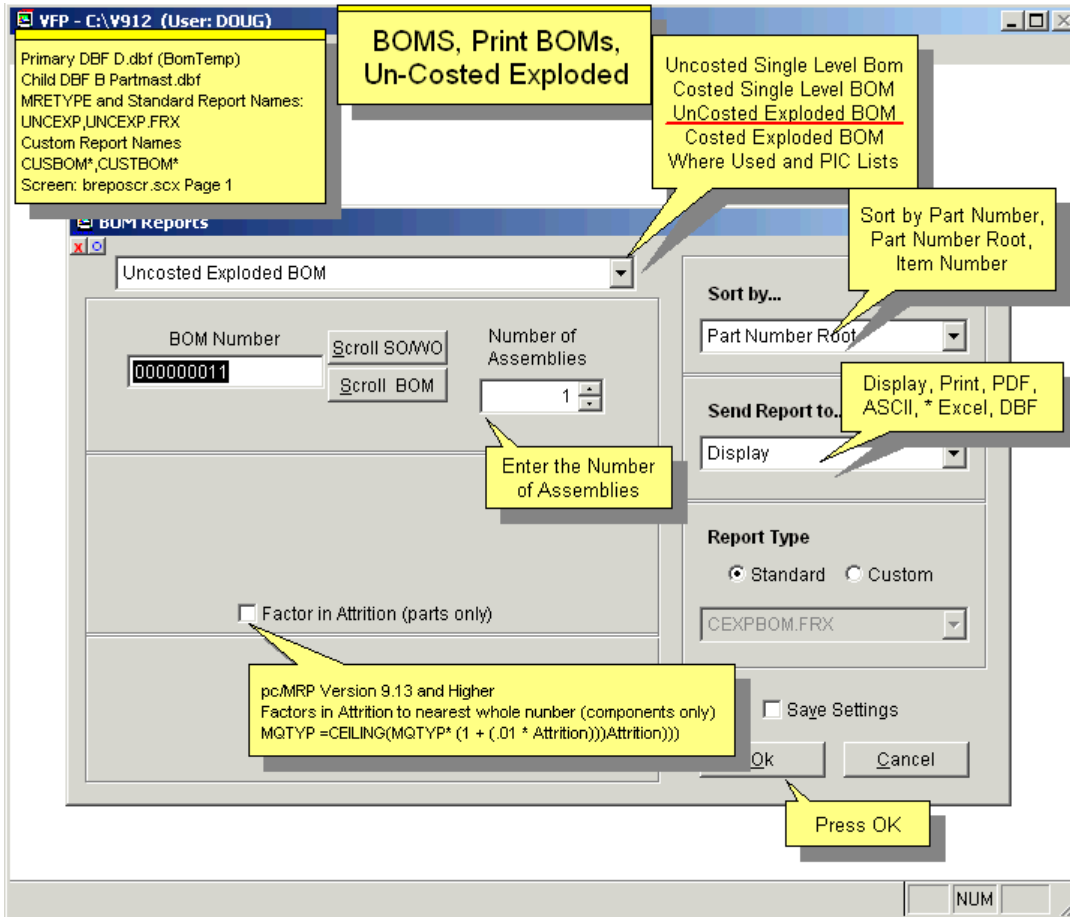 VFP - C:\V912 (User: DOUG)
Primary DBF D.dbf (BomTemp)
Child DBF B Partmast.dbf
MRETYPE and Standard Report Names:
UNCEXP,UNCEXP.FRX
Custom Report Names
CUSBOM*,CUSTBOM*
Screen: breposcr.scx Page 1
BOMS, Print BOMs,
Un-Costed Exploded
Uncosted Single Level Bom
Costed Single Level BOM
UnCosted Exploded BOM
Costed Exploded BOM
Where Used and PIC Lists
BOM Reports
Uncosted Exploded BOM
Sort by Part Number,
Part Number Root,
Item Number
Sort by...
Part Number Root
BOM Number
000000011
Scroll SO/WO
Scroll BOM
Number of
Assemblies
1
Enter the Number
of Assemblies
Display, Print, PDF,
ASCII, * Excel, DBF
Send Report to..
Display
Report Type
Standard
Custom
CEXPBOM.FRX
Factor in Attrition (parts only)
pc/MRP Version 9.13 and Higher
Factors in Attrition to nearest whole nunber (components only)
MQTYP =CEILING(MQTYP* (1 + (.01 * Attrition)))Attrition)))
Save Settings
Ok
Cancel
Press OK
NUM